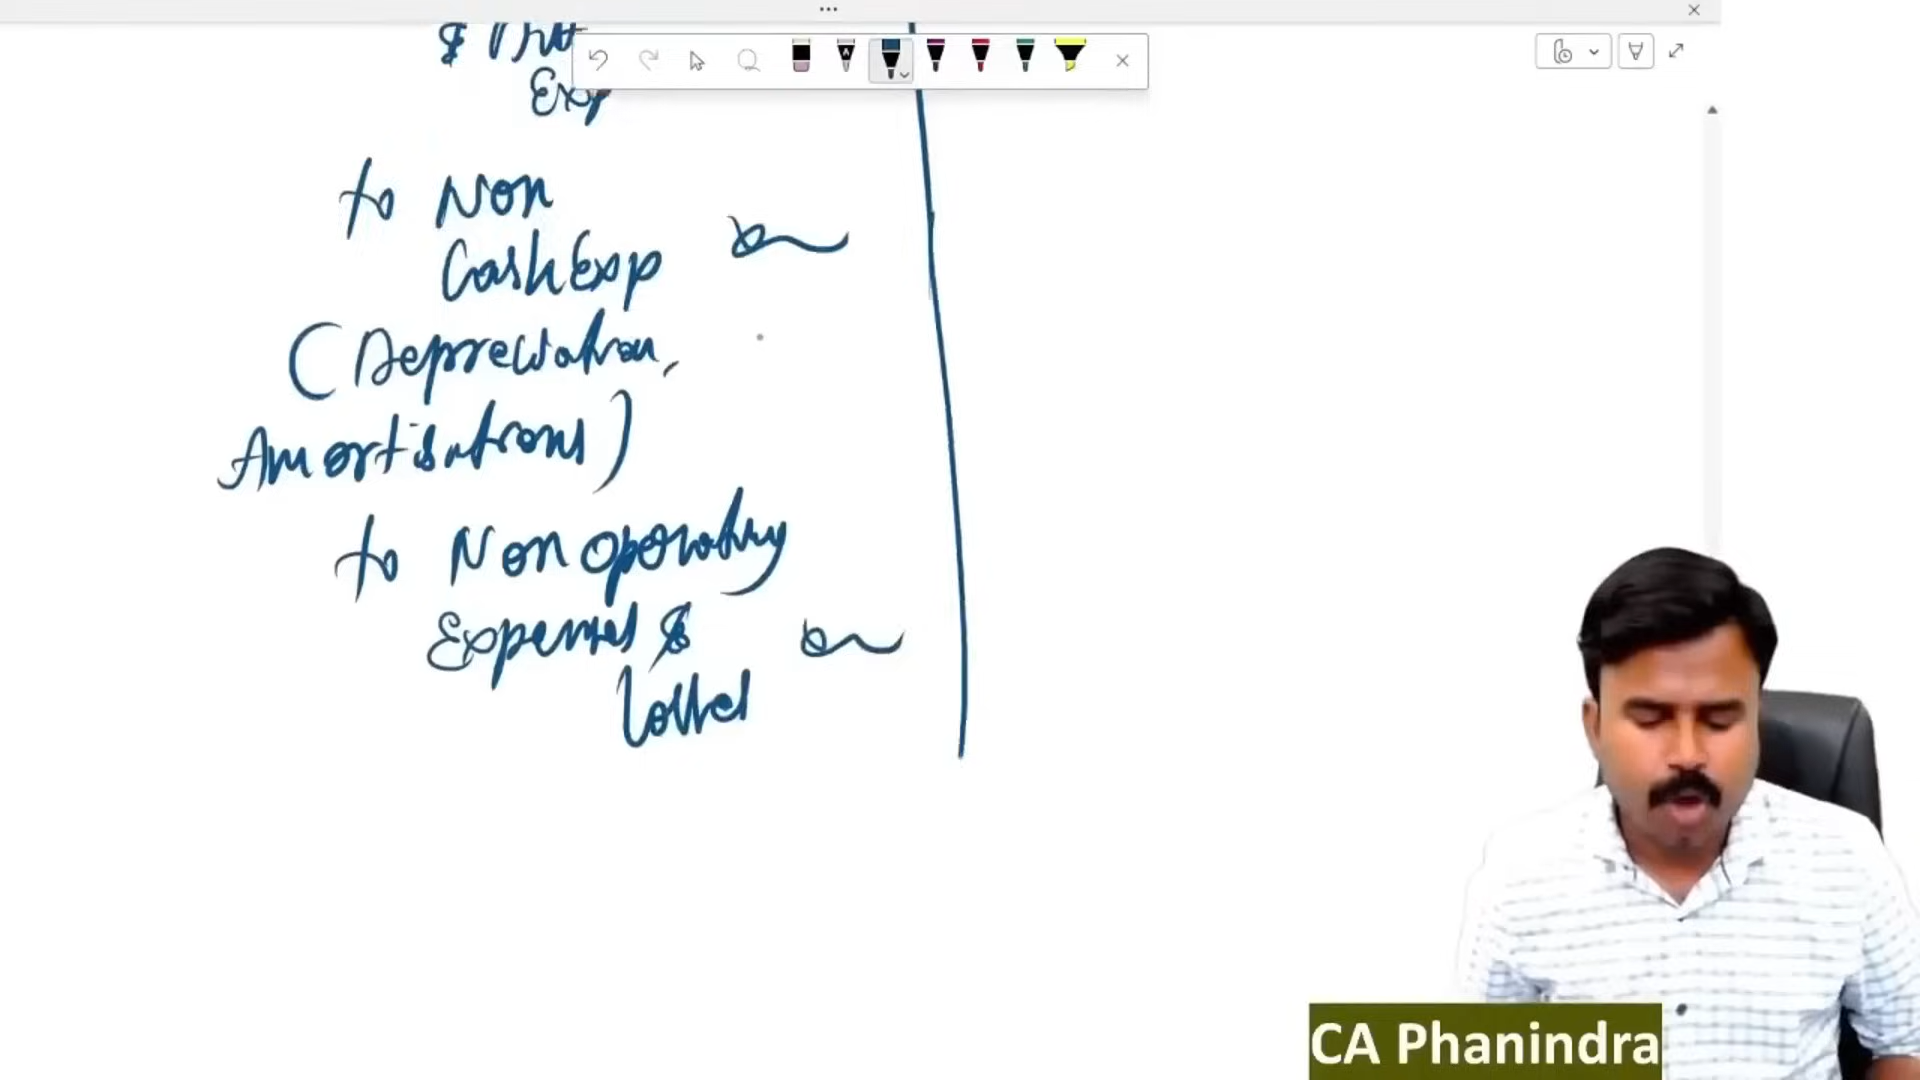 &
Exp
to Non
Cash Exp
(Depreciation,
Amortisations)
to Non operating
Expenses &
losses
CA Phanindra